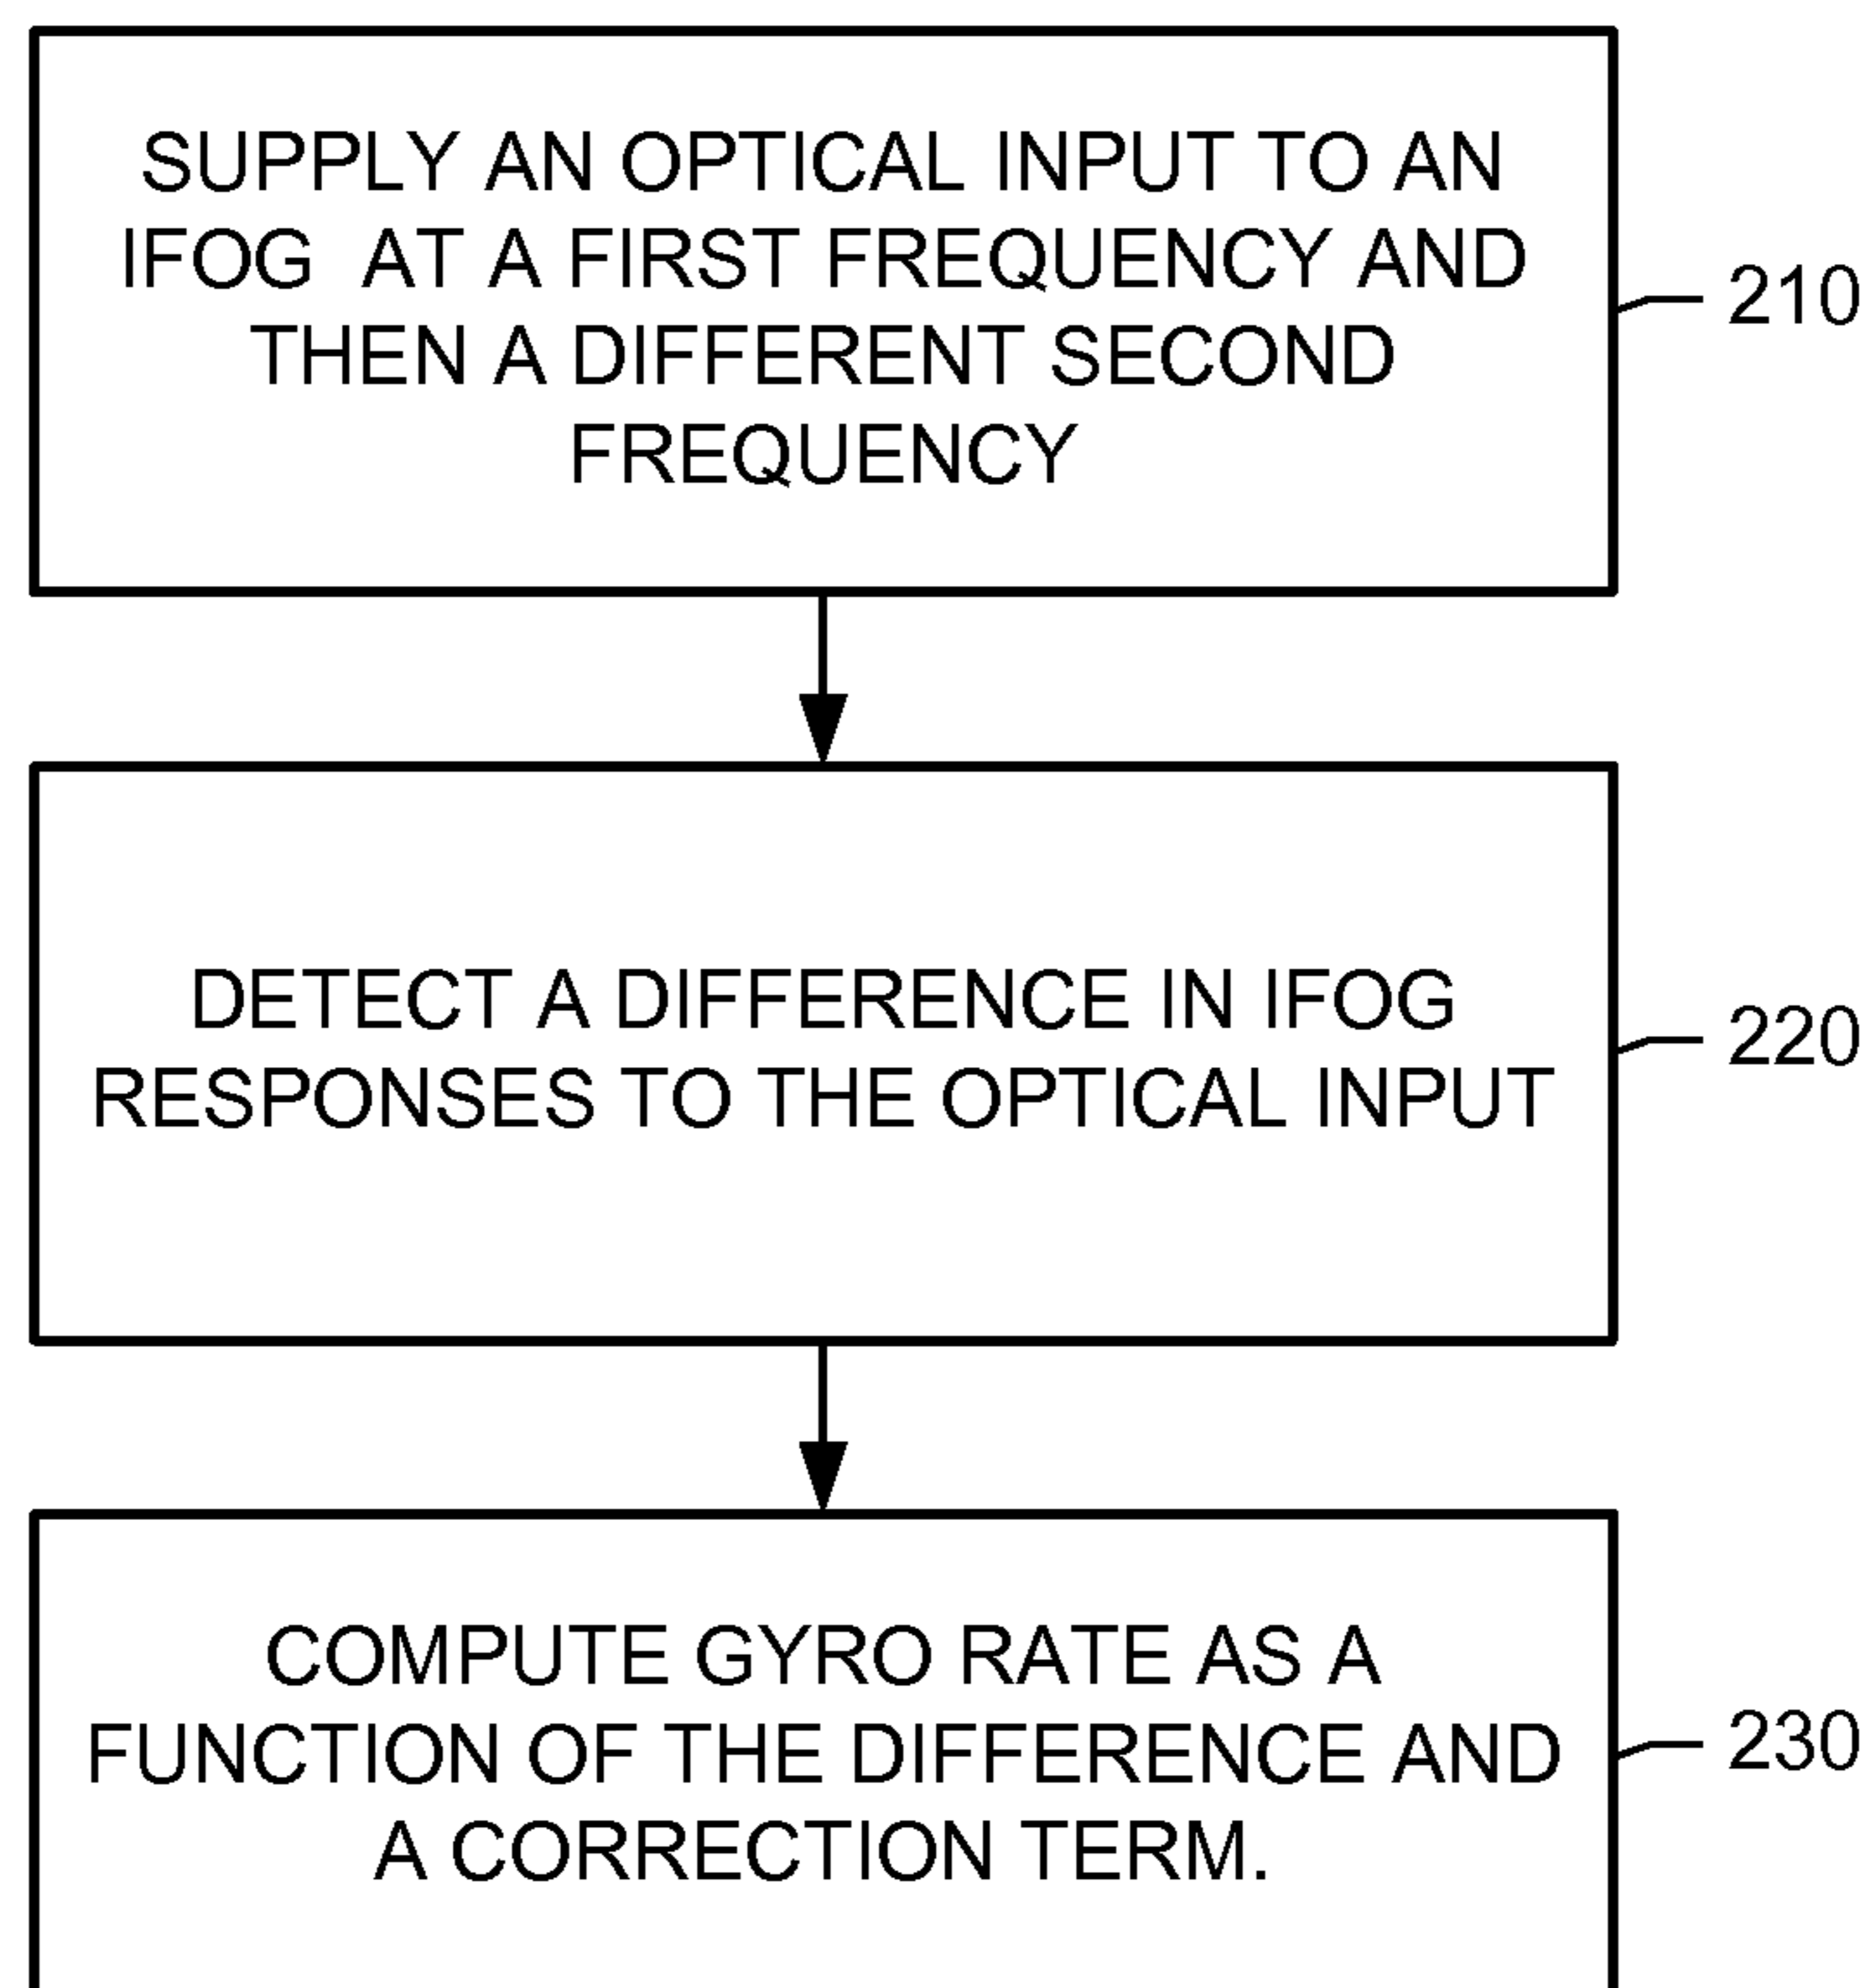 SUPPLY AN OPTICAL INPUT TO AN
IFOG AT A FIRST FREQUENCY AND
THEN A DIFFERENT SECOND
FREQUENCY
210
DETECT A DIFFERENCE IN IFOG
RESPONSES TO THE OPTICAL INPUT
220
COMPUTE GYRO RATE AS A
FUNCTION OF THE DIFFERENCE AND
A CORRECTION TERM.
230